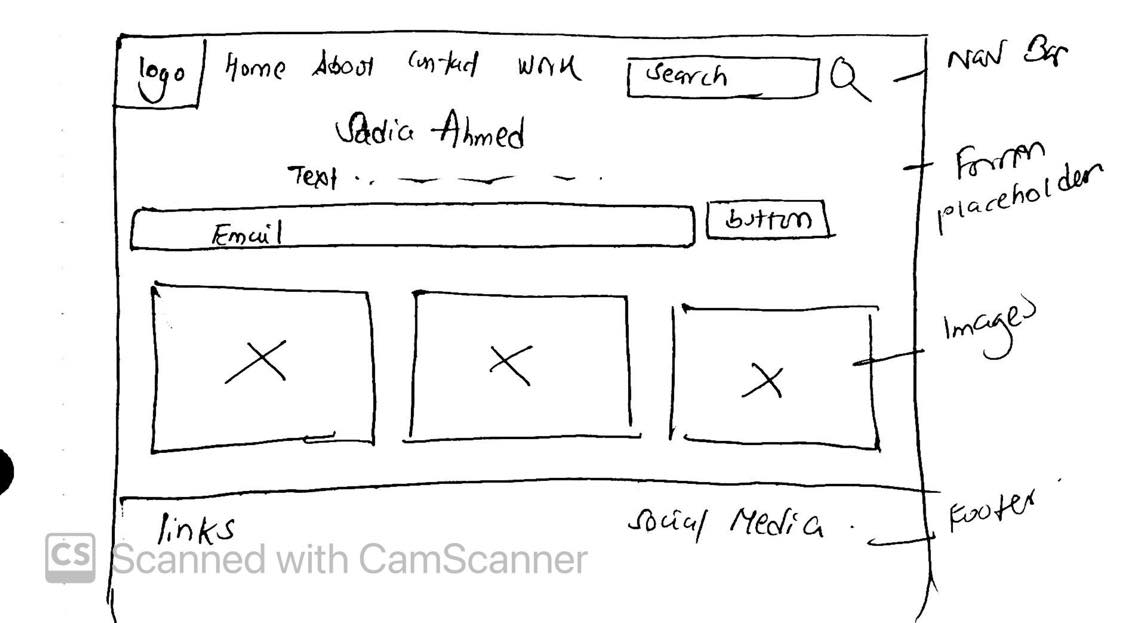 logo Home About Contact Work Search
Nav Bar
Sadia Ahmed
Text
Form
placeholder
Email button
Images
links Social Media
Footer
CS Scanned with CamScanner